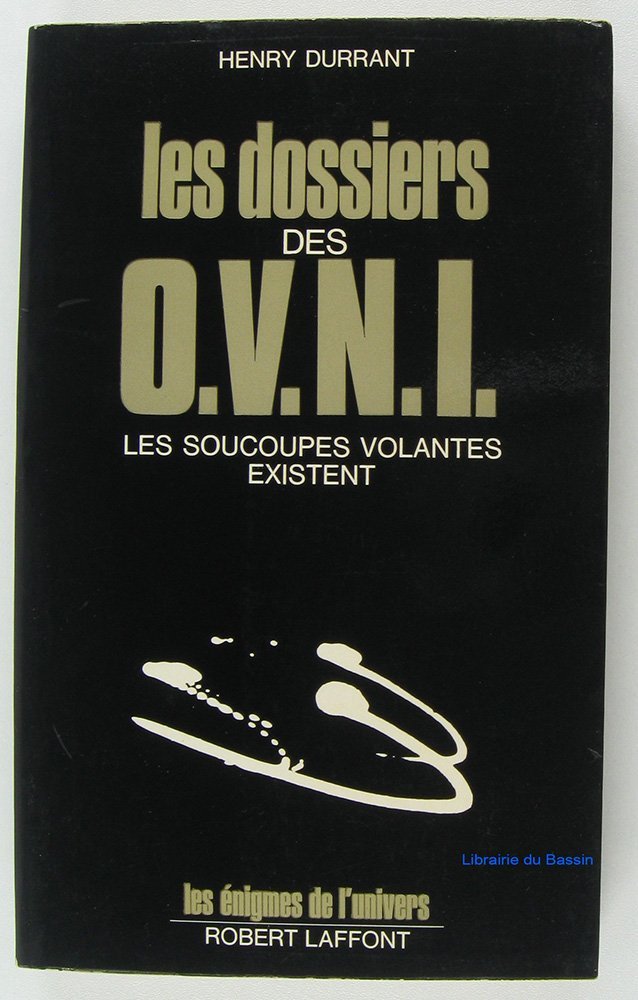 HENRY DURRANT
les dossiers
DES
O.V.N.I.
LES SOUCOUPES VOLANTES
EXISTENT
Librairie du Bassin
les énigmes de l'univers
ROBERT LAFFONT